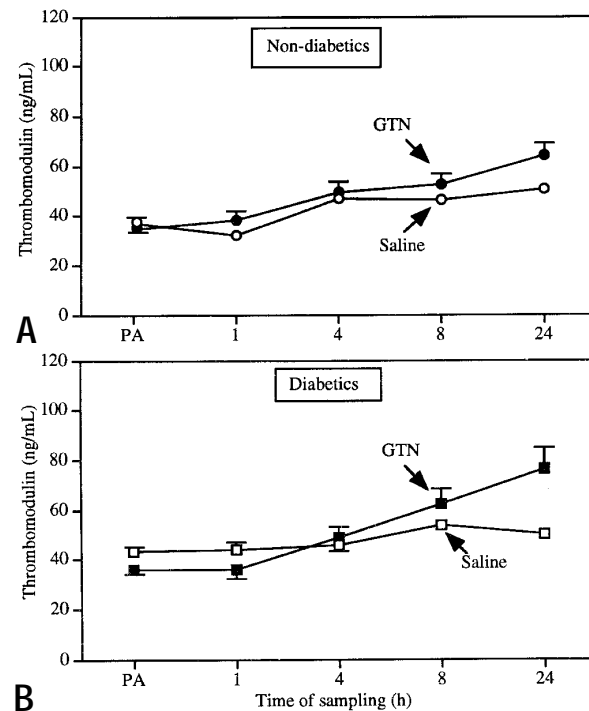 120
Non-diabetics
100
80
GTN
60
40
Saline
20
0
Thrombomodulin (ng/mL)
A
PA 1 4 8 24
120
Diabetics
100
GTN
80
60
40
Saline
20
0
Thrombomodulin (ng/mL)
B
PA 1 4 8 24
Time of sampling (h)